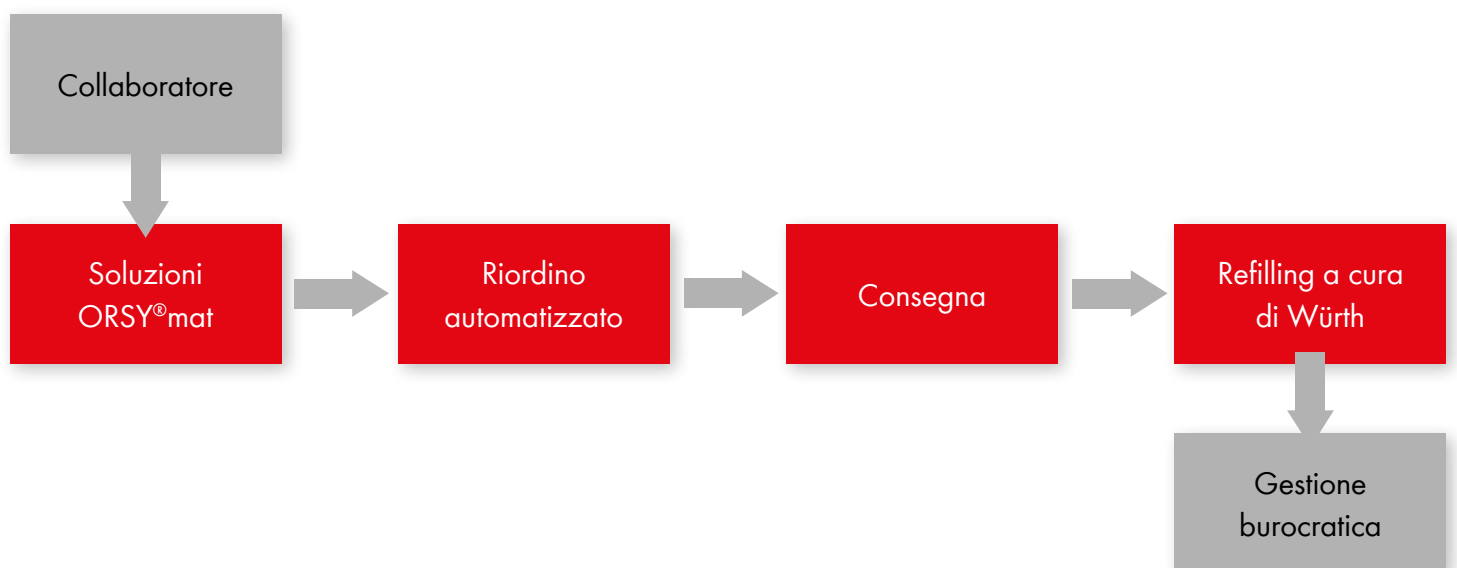 Collaboratore
Soluzioni
ORSY®mat
Riordino
automatizzato
Consegna
Refilling a cura
di Würth
Gestione
burocratica